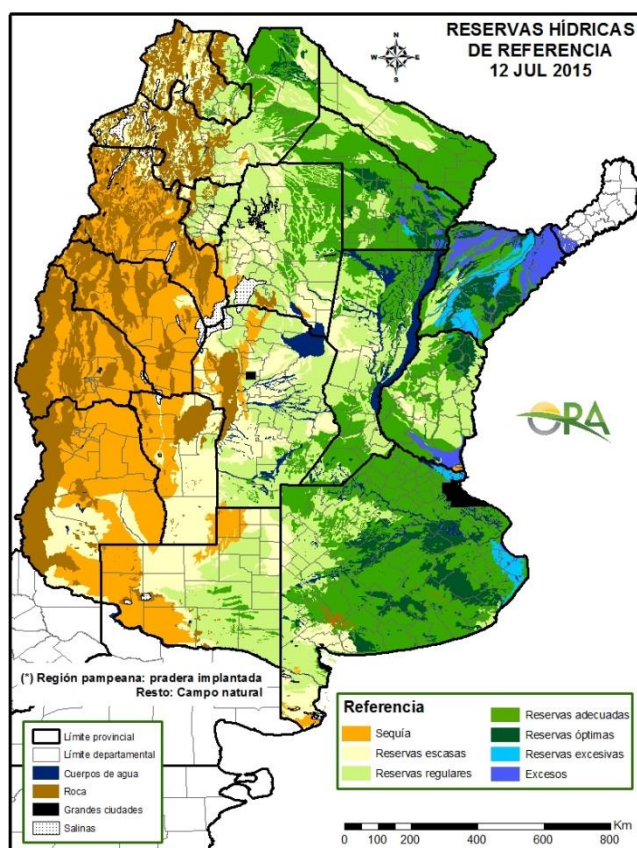 RESERVAS HÍDRICAS
DE REFERENCIA
12 JUL 2015
N
W E
S
ORA
(*) Región pampeana: pradera implantada
Resto: Campo natural
Límite provincial
Límite departamental
Cuerpos de agua
Roca
Grandes ciudades
Salinas
Referencia
Sequía
Reservas escasas
Reservas regulares
Reservas adecuadas
Reservas óptimas
Reservas excesivas
Excesos
Km
0 100 200 400 600 800